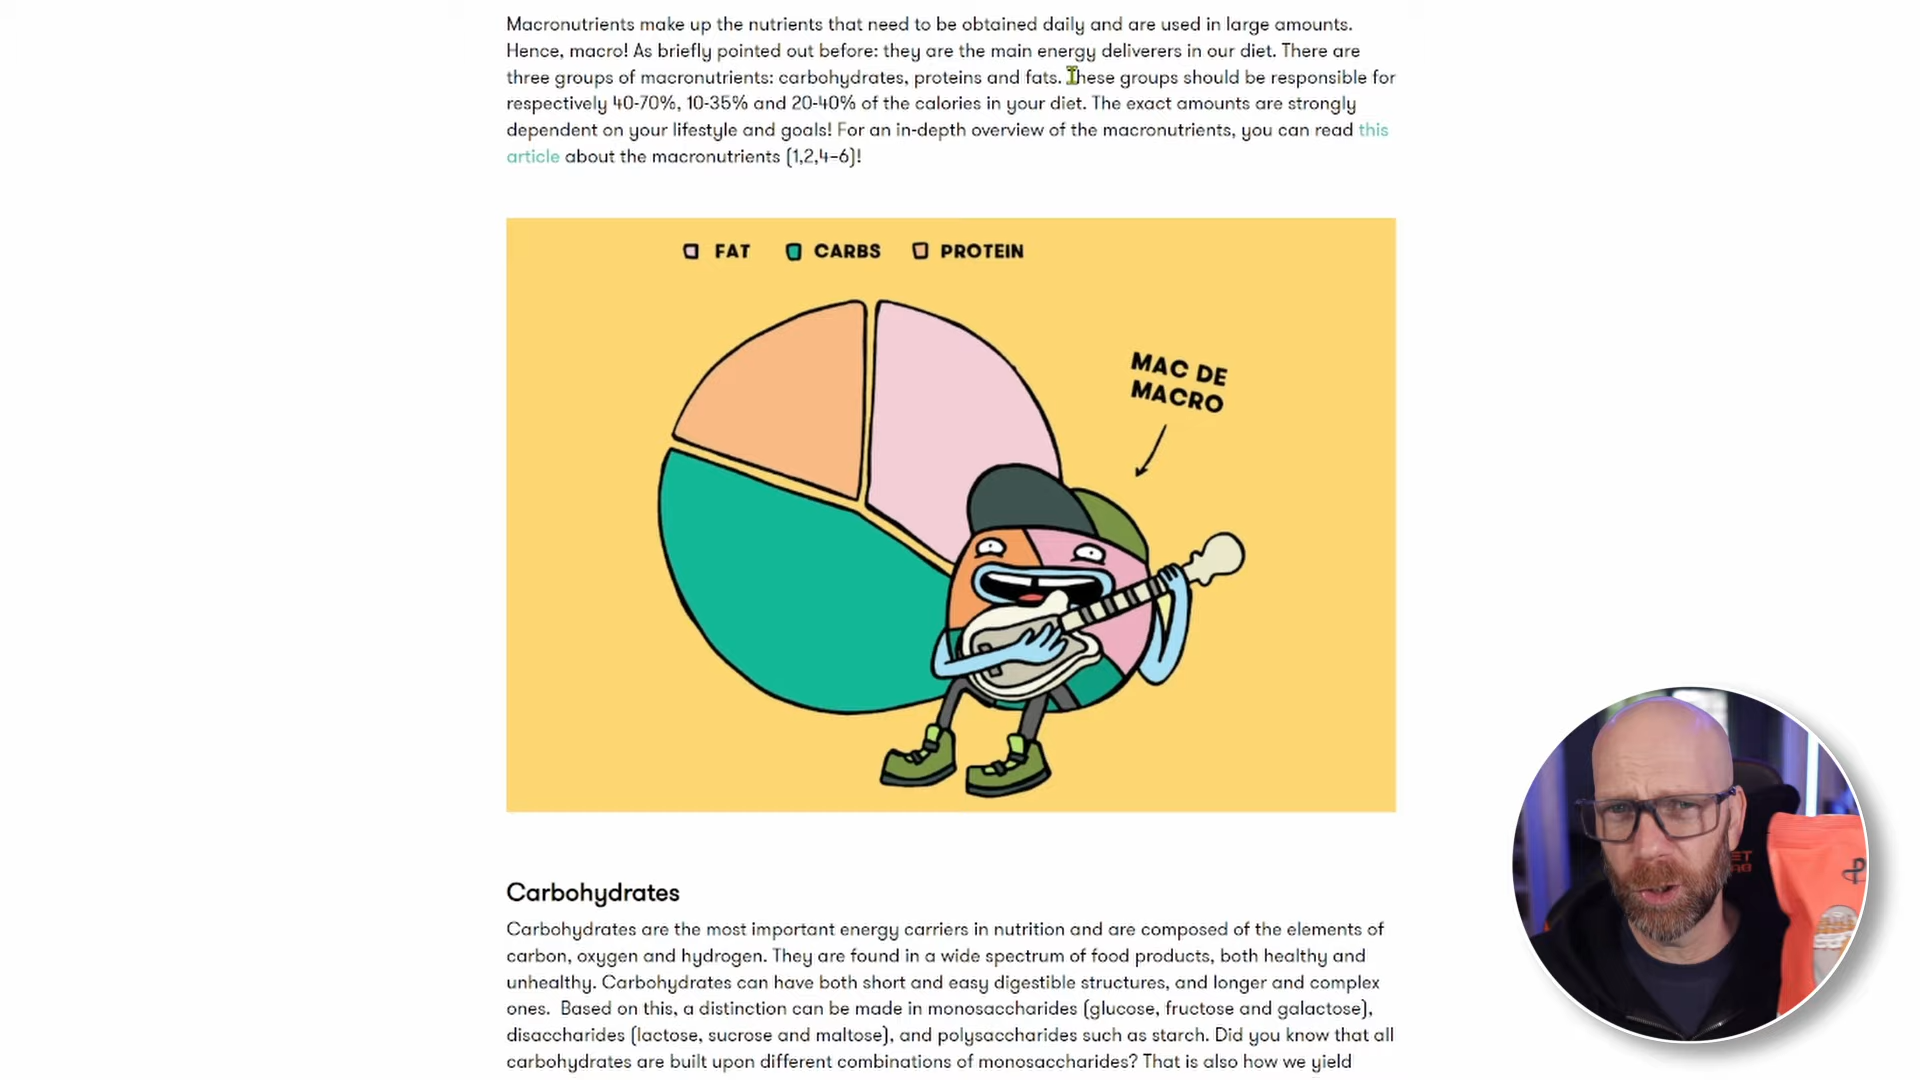 Macronutrients make up the nutrients that need to be obtained daily and are used in large amounts.
Hence, macro! As briefly pointed out before: they are the main energy deliverers in our diet. There are
three groups of macronutrients: carbohydrates, proteins and fats. These groups should be responsible for
respectively 40-70%, 10-35% and 20-40% of the calories in your diet. The exact amounts are strongly
dependent on your lifestyle and goals! For an in-depth overview of the macronutrients, you can read this
article about the macronutrients (1,2,4–6)!
FAT CARBS PROTEIN
MAC DE
MACRO
Carbohydrates
Carbohydrates are the most important energy carriers in nutrition and are composed of the elements of
carbon, oxygen and hydrogen. They are found in a wide spectrum of food products, both healthy and
unhealthy. Carbohydrates can have both short and easy digestible structures, and longer and complex
ones.  Based on this, a distinction can be made in monosaccharides (glucose, fructose and galactose),
disaccharides (lactose, sucrose and maltose), and polysaccharides such as starch. Did you know that all
carbohydrates are built upon different combinations of monosaccharides? That is also how we yield